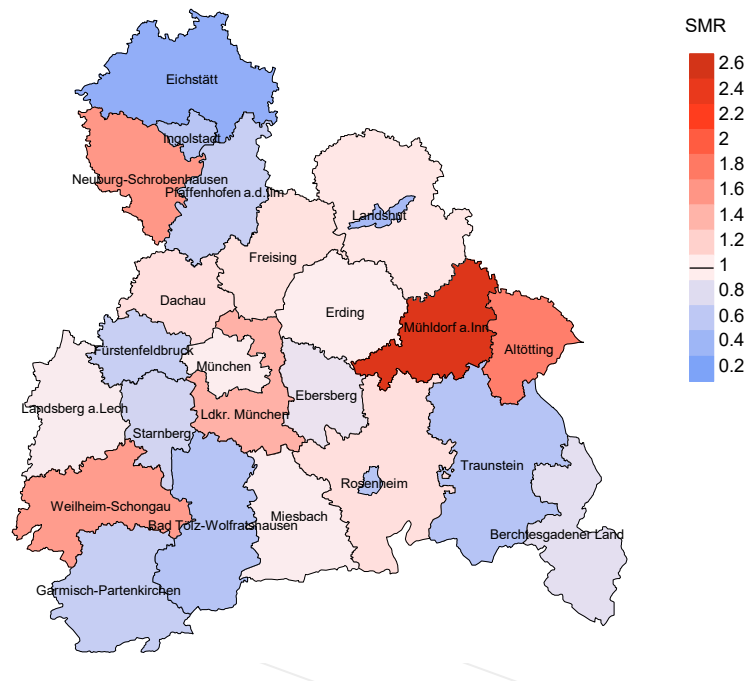 SMR
2.6
2.4
2.2
2
1.8
1.6
1.4
1.2
1
0.8
0.6
0.4
0.2
Eichstätt
Ingolstadt
Neuburg-Schrobenhausen
Pfaffenhofen a.d.Ilm
Landshut
Freising
Dachau
Erding
Mühldorf a.Inn
Altötting
Fürstenfeldbruck
München
Ebersberg
Landsberg a.Lech
Ldkr. München
Starnberg
Traunstein
Rosenheim
Weilheim-Schongau
Miesbach
Bad Tölz-Wolfratshausen
Berchtesgadener Land
Garmisch-Partenkirchen